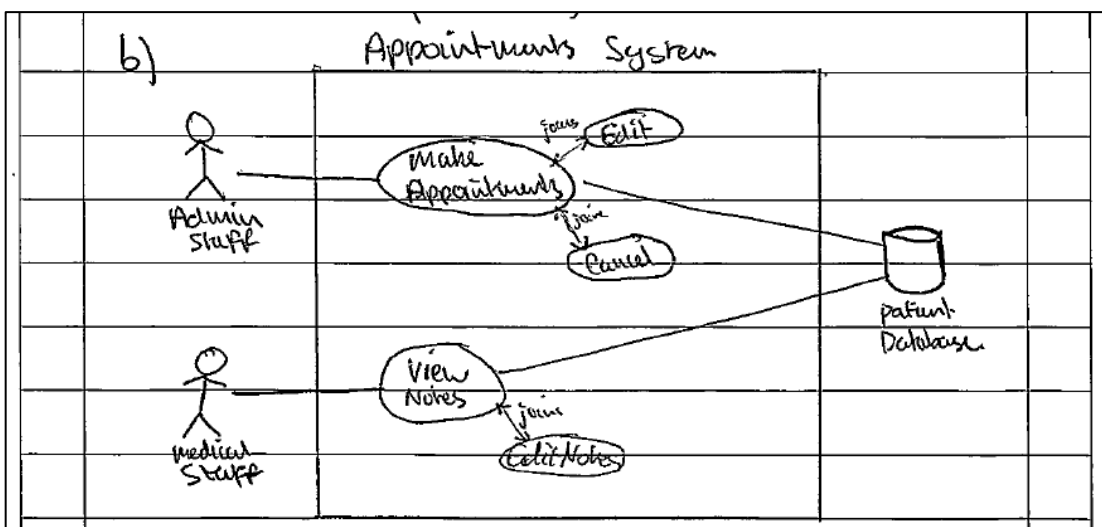 b)
Appointments System
joins
Edit
Make
Appointments
Admin
Staff
joins
Cancel
patient
Database.
View
Notes
joins
Edit Notes
medical
Staff